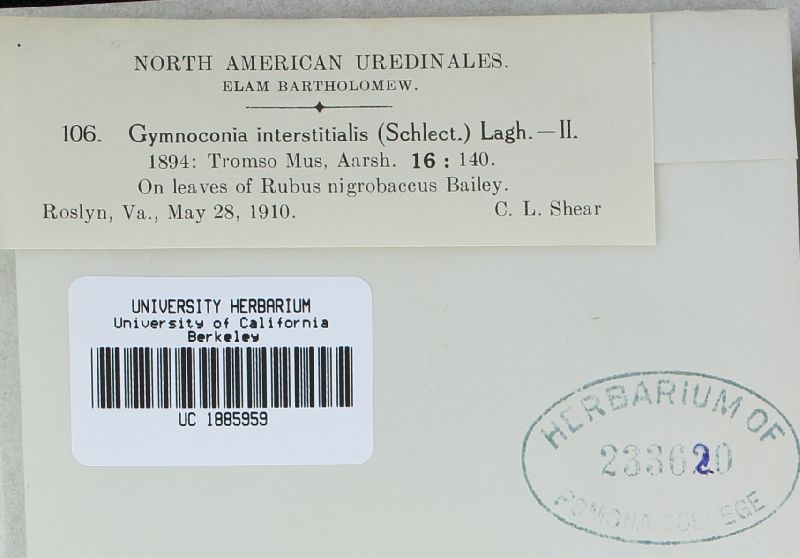 NORTH AMERICAN UREDINALES.
ELAM BARTHOLOMEW.
106. Gymnoconia interstitialis (Schlect.) Lagh.—II.
1894: Tromso Mus, Aarsh. 16 : 140.
On leaves of Rubus nigrobaccus Bailey.
Roslyn, Va., May 28, 1910. C. L. Shear
UNIVERSITY HERBARIUM
University of California
Berkeley
UC 1885959
HERBARIUM OF
233620
POMONA COLLEGE